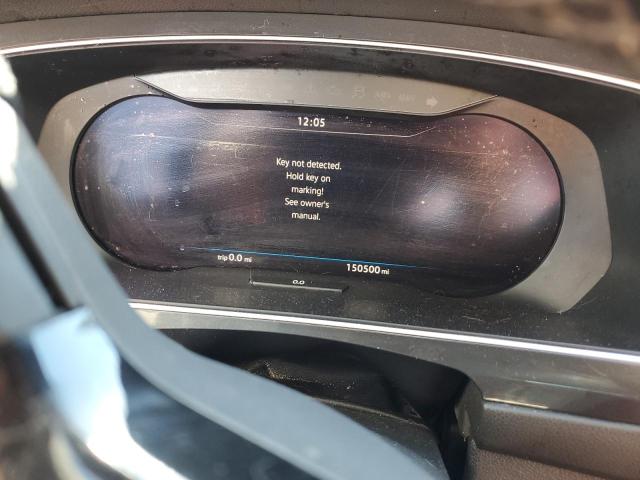 12:05
Key not detected.
Hold key on
marking!
See owner's
manual.
trip 0.0 mi
150500 mi
0.0